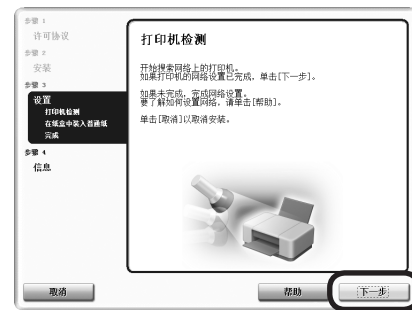 步骤 1
许可协议
步骤 2
安装
步骤 3
设置
打印机检测
在纸盒中装入普通纸
完成
步骤 4
信息
打印机检测
开始搜索网络上的打印机。
如果打印机的网络设置已完成，单击[下一步]。
如果未完成，完成网络设置。
要了解如何设置网络，请单击[帮助]。
单击[取消]以取消安装。
取消
帮助
下一步